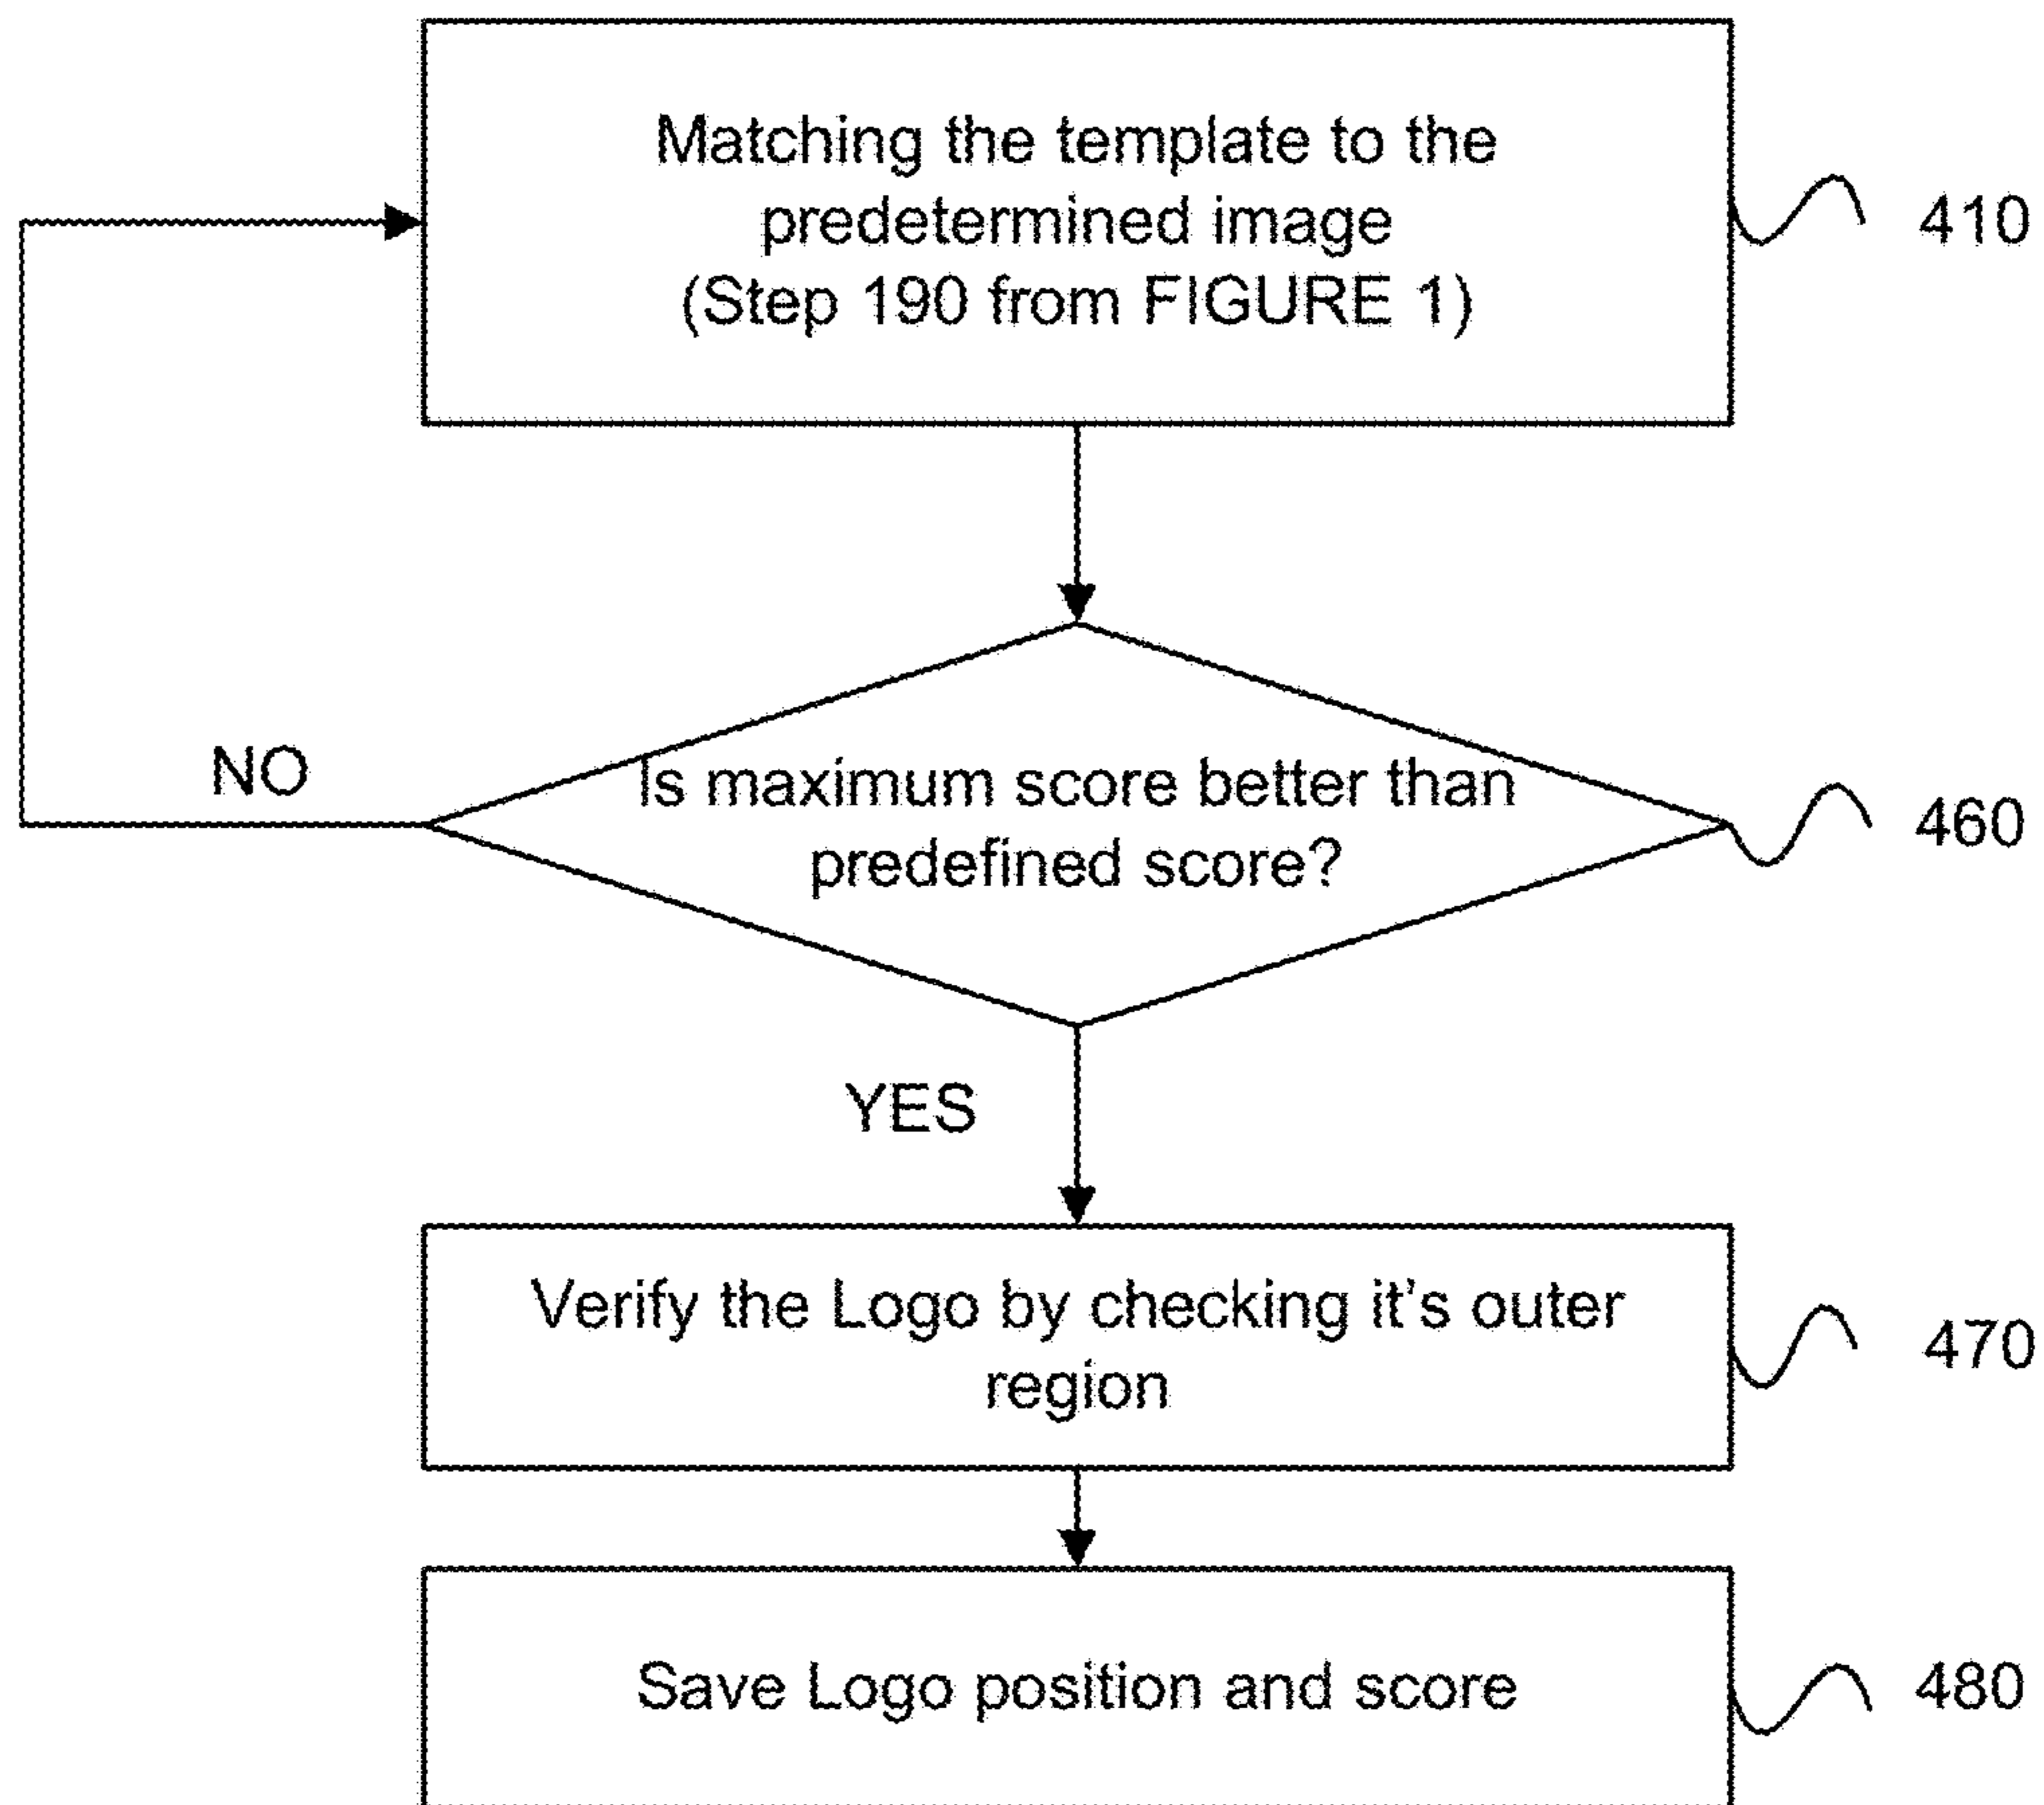 Matching the template to the
predetermined image
(Step 190 from FIGURE 1)
410
NO
Is maximum score better than
predefined score?
460
YES
Verify the Logo by checking it's outer
region
470
Save Logo position and score
480